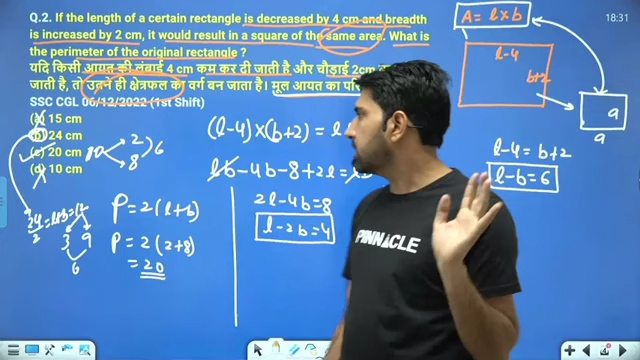 Q.2. If the length of a certain rectangle is decreased by 4 cm and breadth
is increased by 2 cm, it would result in a square of the same area. What is
the perimeter of the original rectangle ?
यदि किसी आयत की लंबाई 4 cm कम कर दी जाती है और चौड़ाई 2cm
जाती है, तो उतने ही क्षेत्रफल का वर्ग बन जाता है। मूल आयत का
SSC CGL 06/12/2022 (1st Shift)
(a) 15 cm
(b) 24 cm
(c) 20 cm
(d) 10 cm
18:31
A = l×b
l-4
b+2
a
a
(l-4)×(b+2) = l
lb-4b-8+2l =
2l-4b=8
l-2b=4
l-4=b+2
l-b=6
10
2
8
6
24/2 = l+b = 12
3 9
6
P = 2(l+b)
P = 2(2+8)
= 20
PINNACLE